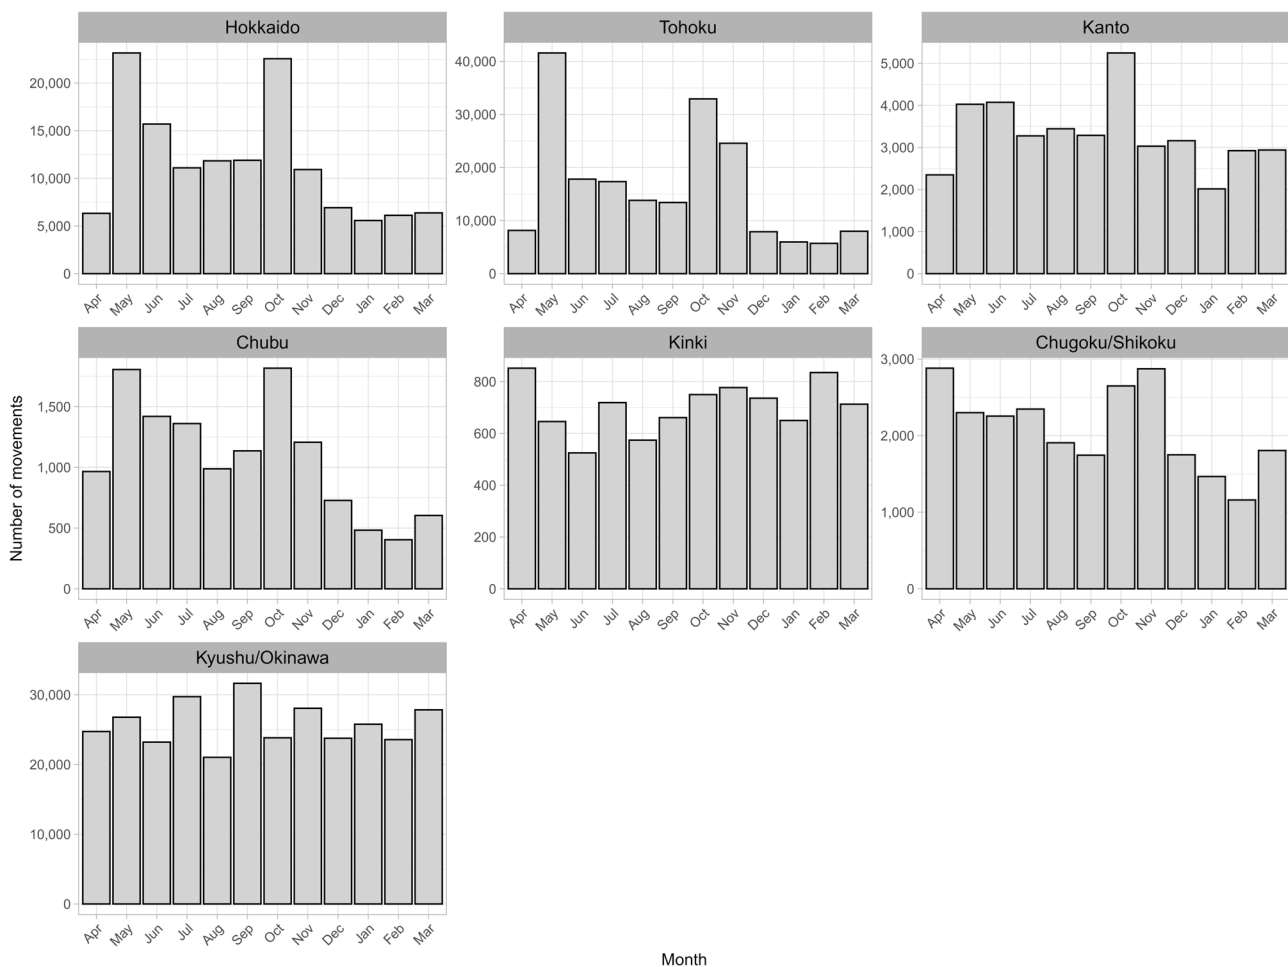 Hokkaido
Tohoku
Kanto
20,000
15,000
10,000
5,000
0
Apr May Jun Jul Aug Sep Oct Nov Dec Jan Feb Mar
40,000
30,000
20,000
10,000
0
Apr May Jun Jul Aug Sep Oct Nov Dec Jan Feb Mar
5,000
4,000
3,000
2,000
1,000
0
Apr May Jun Jul Aug Sep Oct Nov Dec Jan Feb Mar
Number of movements
Chubu
Kinki
Chugoku/Shikoku
1,500
1,000
500
0
Apr May Jun Jul Aug Sep Oct Nov Dec Jan Feb Mar
800
600
400
200
0
Apr May Jun Jul Aug Sep Oct Nov Dec Jan Feb Mar
3,000
2,000
1,000
0
Apr May Jun Jul Aug Sep Oct Nov Dec Jan Feb Mar
Kyushu/Okinawa
30,000
20,000
10,000
0
Apr May Jun Jul Aug Sep Oct Nov Dec Jan Feb Mar
Month